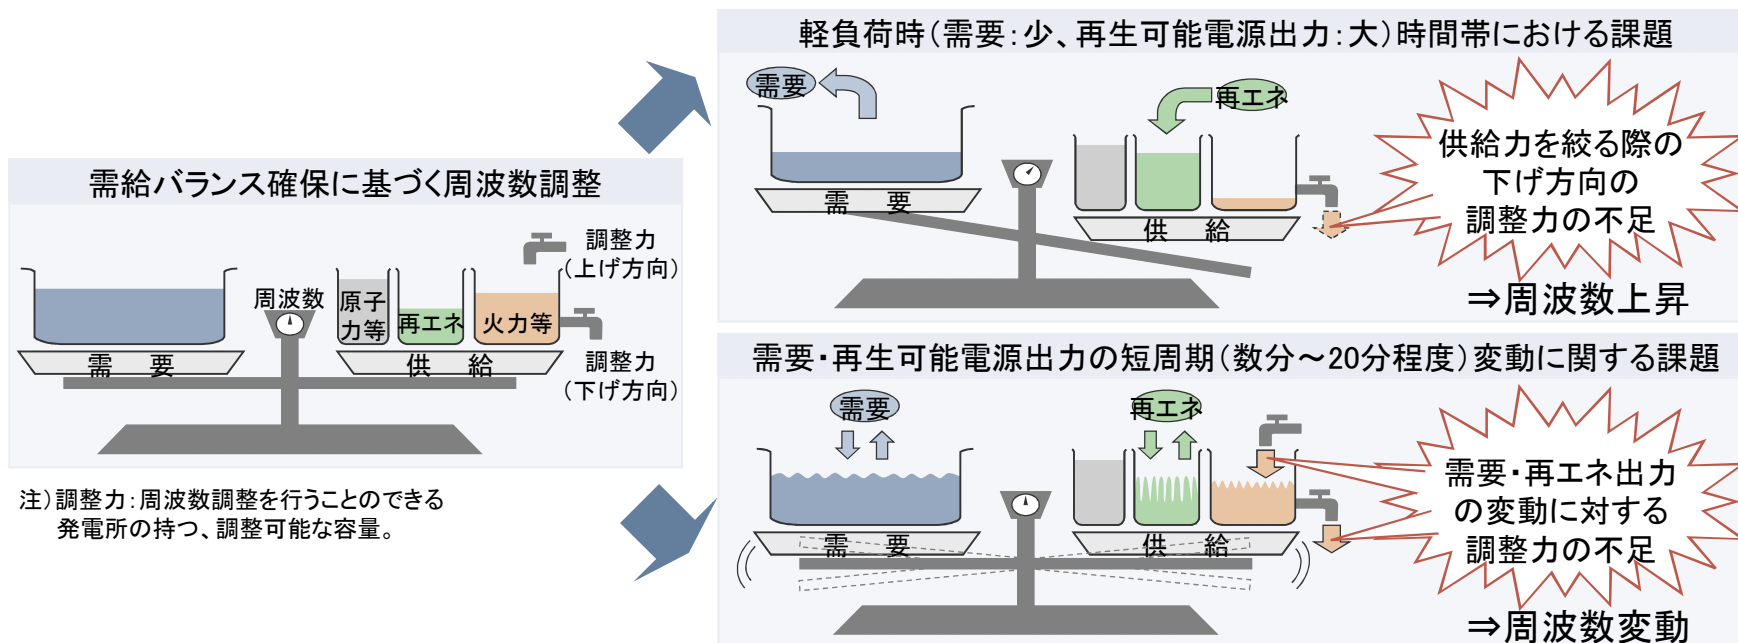 需給バランス確保に基づく周波数調整
調整力
(上げ方向)
周波数
原子
力等
再エネ
火力等
需 要
供 給
調整力
(下げ方向)
注)調整力:周波数調整を行うことのできる
発電所の持つ、調整可能な容量。
軽負荷時(需要:少、再生可能電源出力:大)時間帯における課題
需要
再エネ
需 要
供 給
供給力を絞る際の
下げ方向の
調整力の不足
⇒周波数上昇
需要・再生可能電源出力の短周期(数分~20分程度)変動に関する課題
需要
再エネ
需 要
供 給
需要・再エネ出力
の変動に対する
調整力の不足
⇒周波数変動